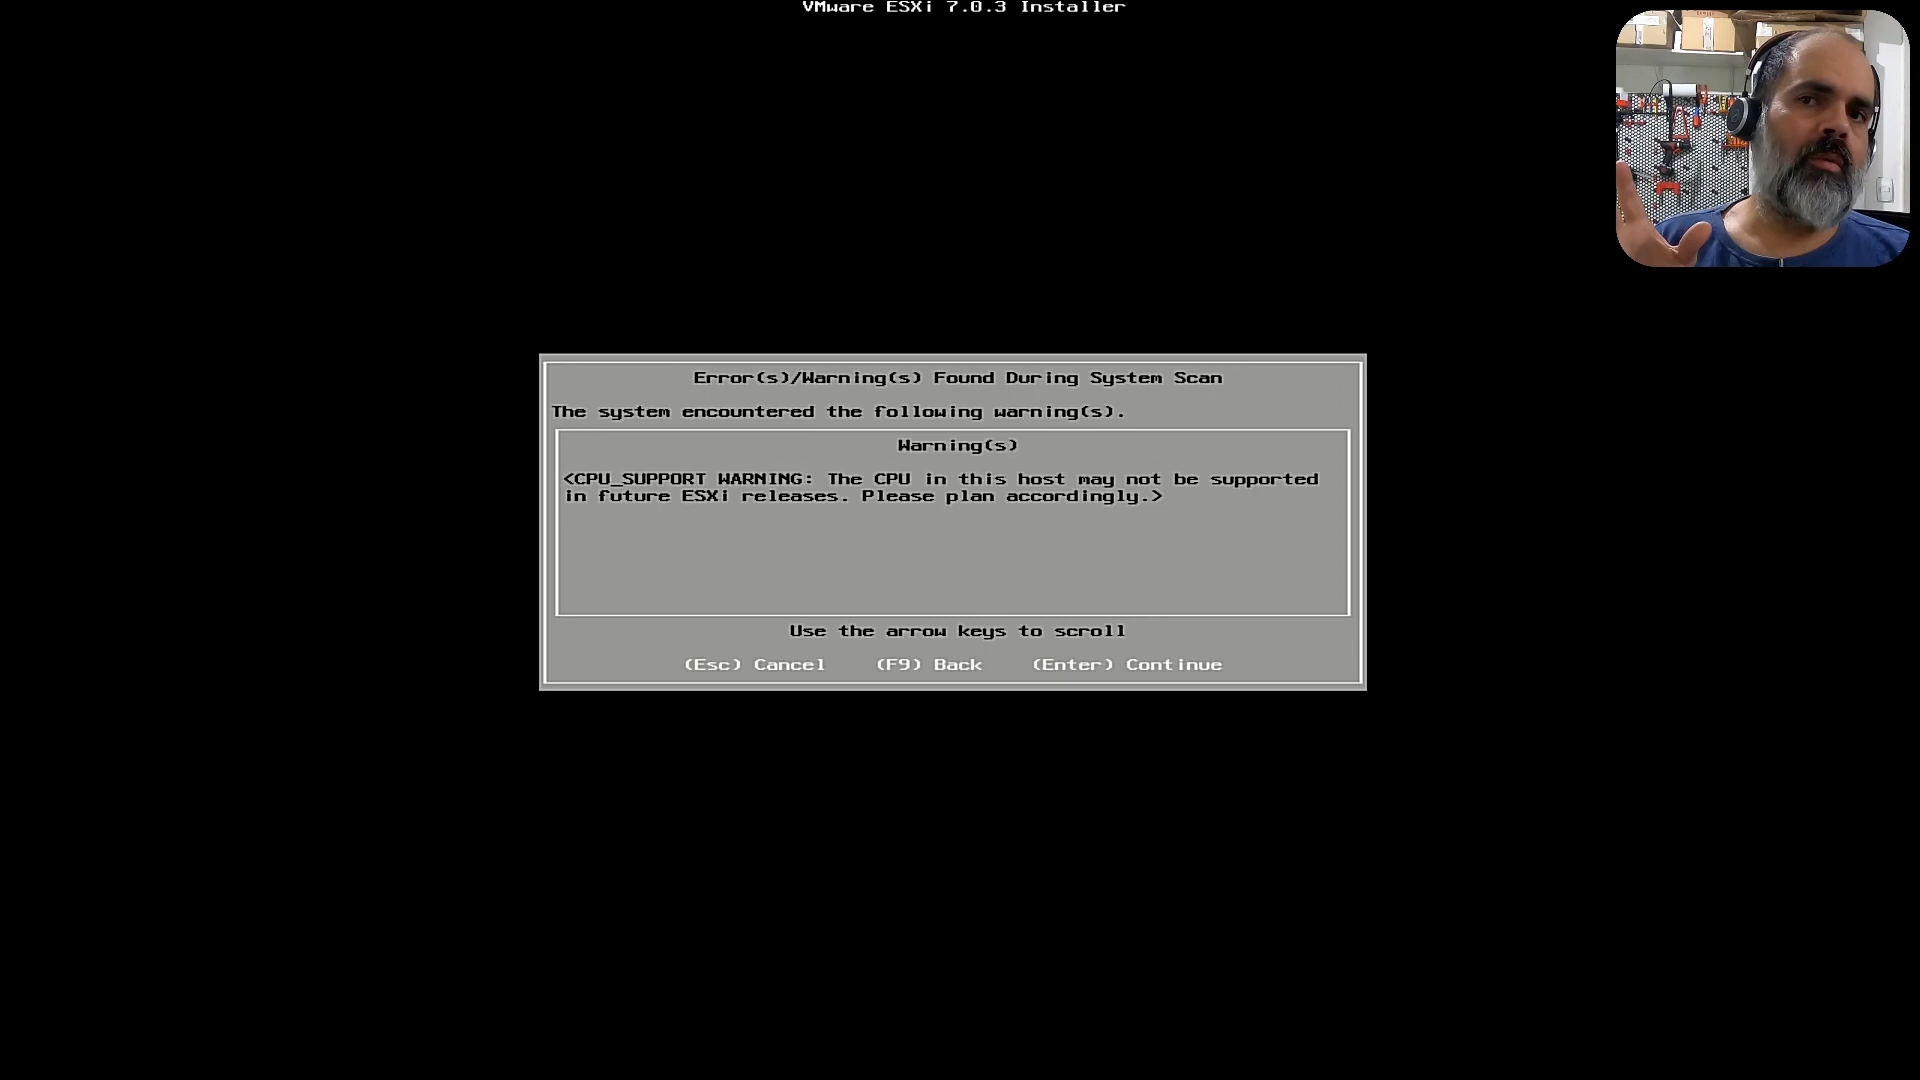 VMware ESXi 7.0.3 Installer
Error(s)/Warning(s) Found During System Scan
The system encountered the following warning(s).
Warning(s)
<CPU_SUPPORT WARNING: The CPU in this host may not be supported
in future ESXi releases. Please plan accordingly.>
Use the arrow keys to scroll
(Esc) Cancel (F9) Back (Enter) Continue